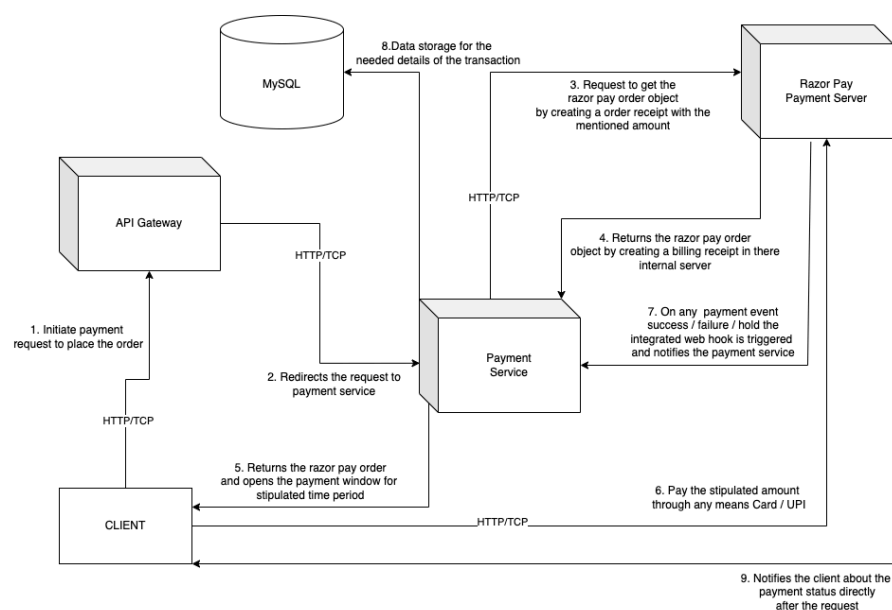 8.Data storage for the
needed details of the transaction
MySQL
3. Request to get the
razor pay order object
by creating a order receipt with the
mentioned amount
Razor Pay
Payment Server
HTTP/TCP
API Gateway
HTTP/TCP
4. Returns the razor pay order
object by creating a billing receipt in there
internal server
1. Initiate payment
request to place the order
7. On any payment event
success / failure / hold the
integrated web hook is triggered
and notifies the payment service
Payment
Service
2. Redirects the request to
payment service
HTTP/TCP
5. Returns the razor pay order
and opens the payment window for
stipulated time period
6. Pay the stipulated amount
through any means Card / UPI
CLIENT
HTTP/TCP
9. Notifies the client about the
payment status directly
after the request